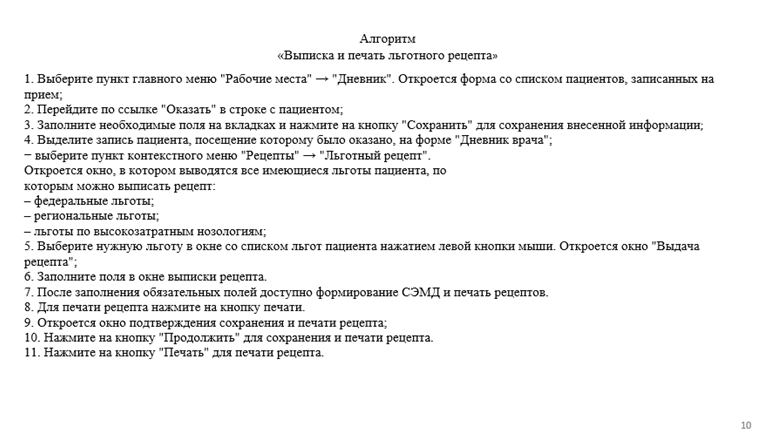 Алгоритм
«Выписка и печать льготного рецепта»
1. Выберите пункт главного меню "Рабочие места" → "Дневник". Откроется форма со списком пациентов, записанных на
прием;
2. Перейдите по ссылке "Оказать" в строке с пациентом;
3. Заполните необходимые поля на вкладках и нажмите на кнопку "Сохранить" для сохранения внесенной информации;
4. Выделите запись пациента, посещение которому было оказано, на форме "Дневник врача";
− выберите пункт контекстного меню "Рецепты" → "Льготный рецепт".
Откроется окно, в котором выводятся все имеющиеся льготы пациента, по
которым можно выписать рецепт:
– федеральные льготы;
– региональные льготы;
– льготы по высокозатратным нозологиям;
5. Выберите нужную льготу в окне со списком льгот пациента нажатием левой кнопки мыши. Откроется окно "Выдача
рецепта";
6. Заполните поля в окне выписки рецепта.
7. После заполнения обязательных полей доступно формирование СЭМД и печать рецептов.
8. Для печати рецепта нажмите на кнопку печати.
9. Откроется окно подтверждения сохранения и печати рецепта;
10. Нажмите на кнопку "Продолжить" для сохранения и печати рецепта.
11. Нажмите на кнопку "Печать" для печати рецепта.
10